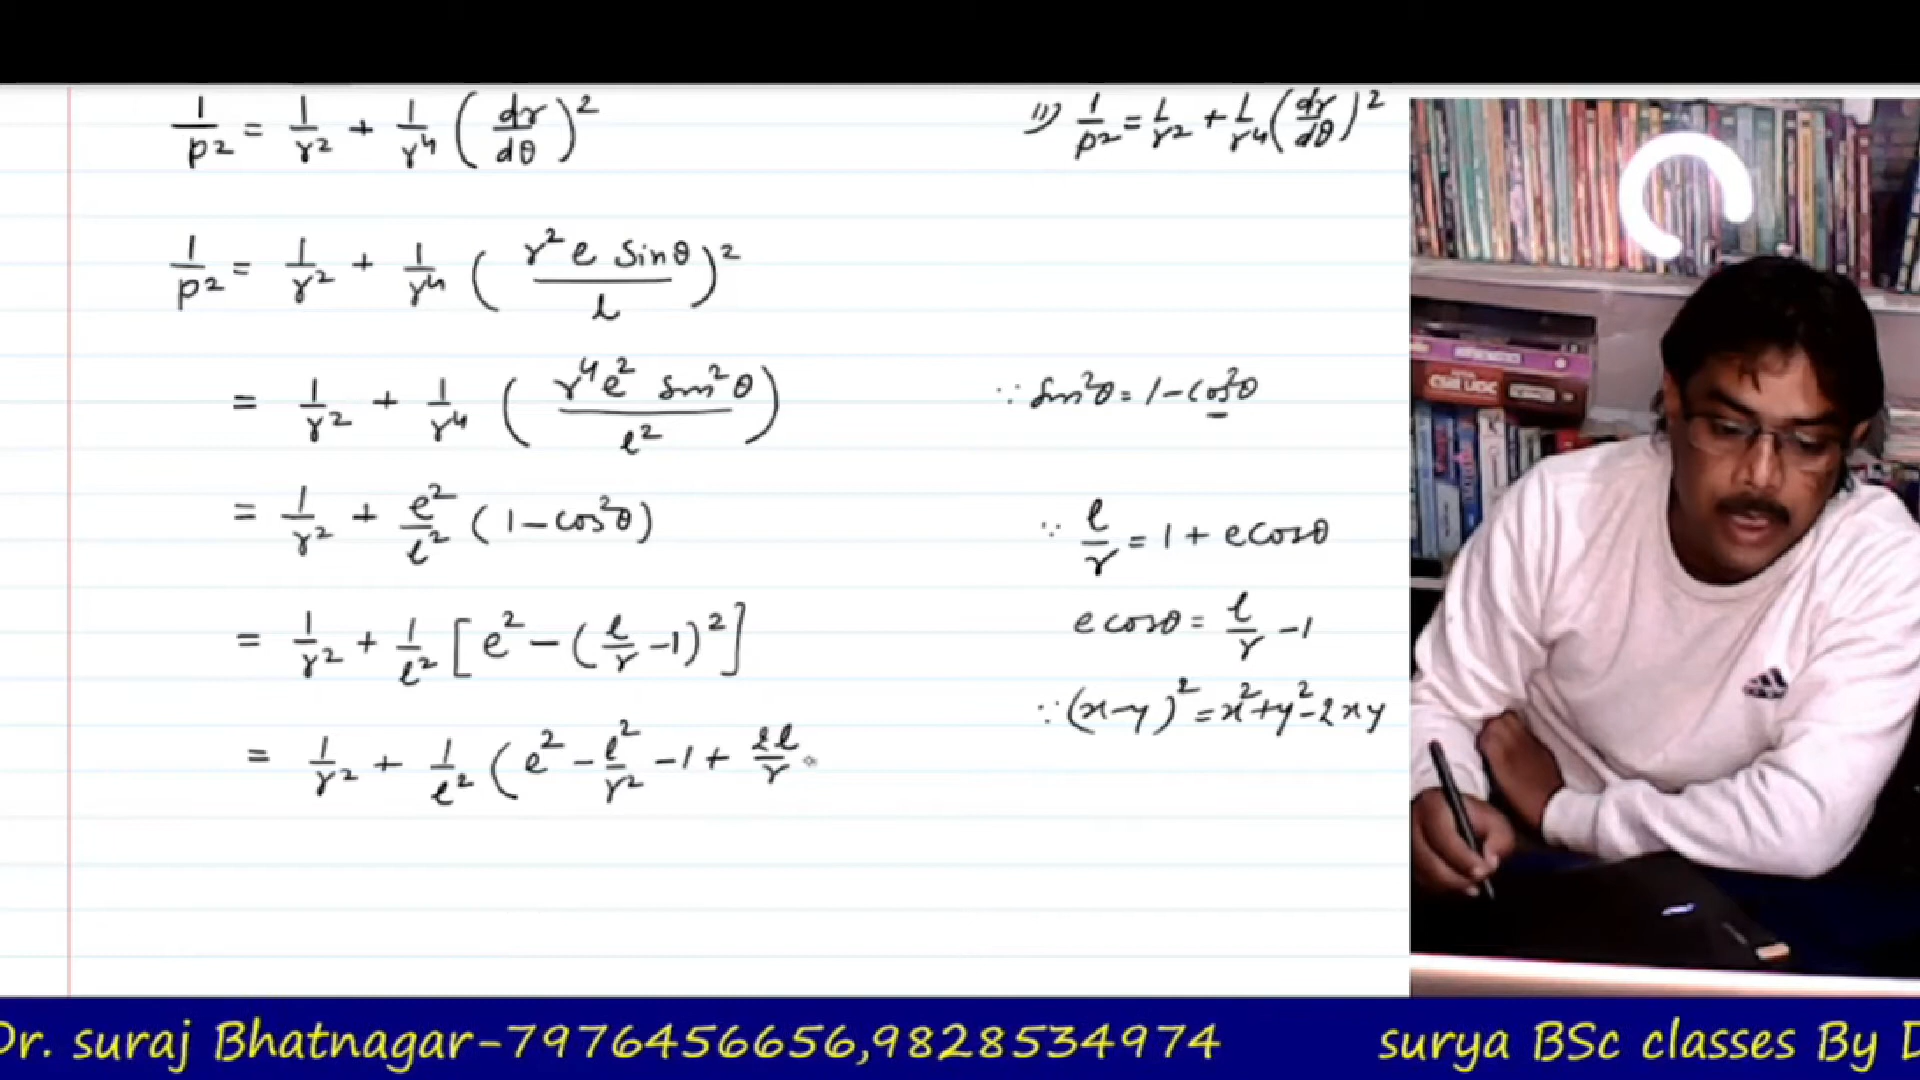 1/p² = 1/r² + 1/r⁴ (dr/dθ)²
11) 1/p² = 1/r² + 1/r⁴ (dr/dθ)²
1/p² = 1/r² + 1/r⁴ (r² e sinθ / l)²
= 1/r² + 1/r⁴ (r⁴e² sin²θ / l²)
∵ sin²θ = 1 - cos²θ
= 1/r² + e²/l² (1 - cos²θ)
∵ l/r = 1 + e cosθ
= 1/r² + 1/l² [e² - (l/r - 1)²]
e cosθ = l/r - 1
∵ (x-y)² = x² + y² - 2xy
= 1/r² + 1/l² (e² - l²/r² - 1 + 2l/r
Dr. suraj Bhatnagar-7976456656,9828534974 surya BSc classes By D